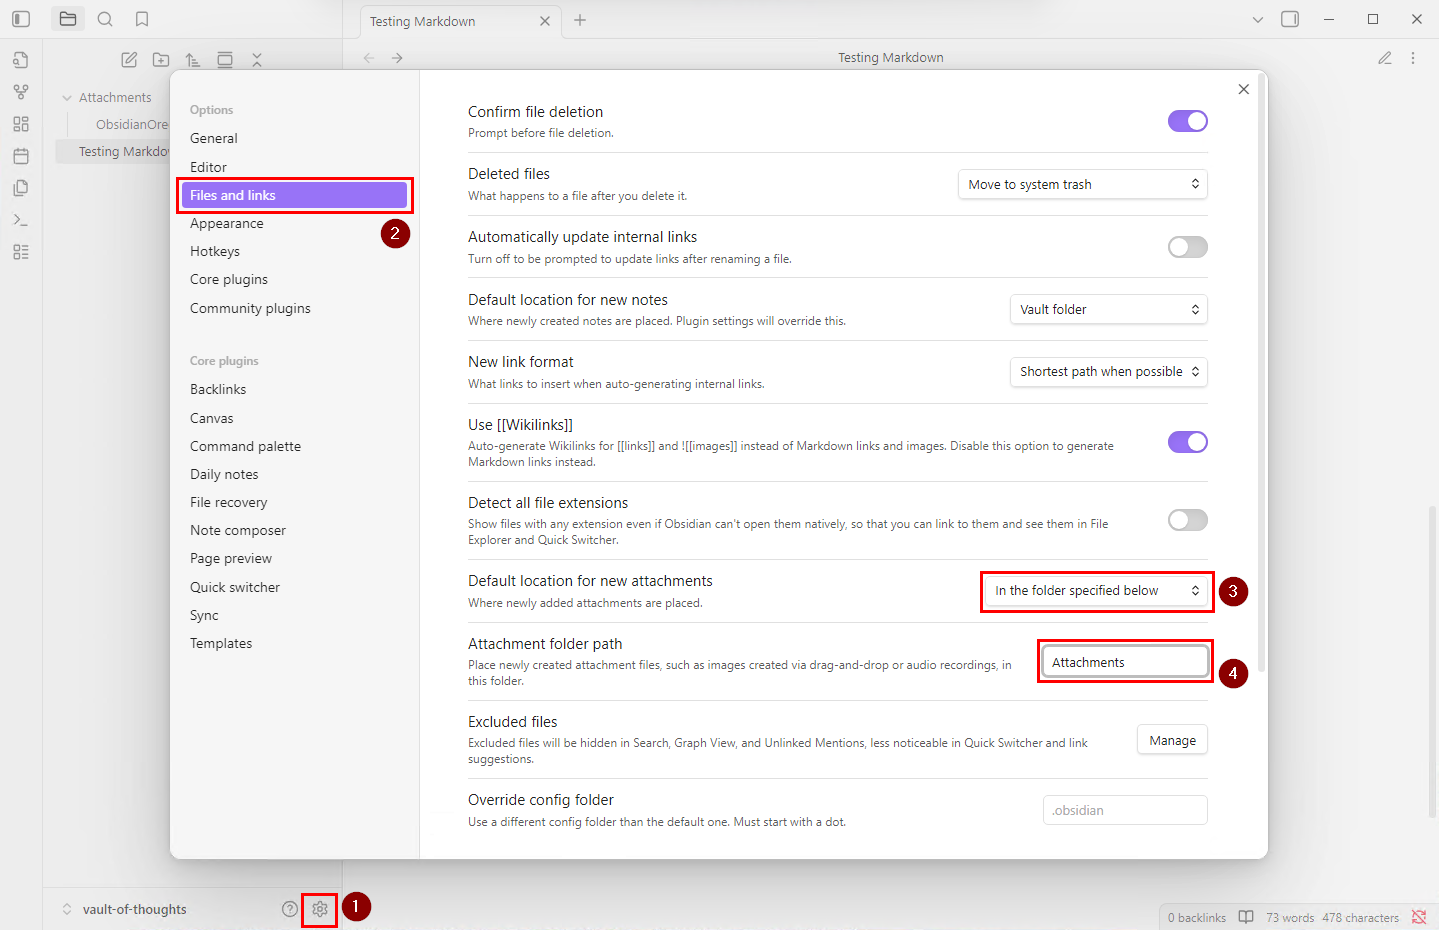 Testing Markdown
Testing Markdown
Attachments
ObsidianOre
Testing Markdow
Options
General
Editor
Files and links
2
Appearance
Hotkeys
Core plugins
Community plugins
Core plugins
Backlinks
Canvas
Command palette
Daily notes
File recovery
Note composer
Page preview
Quick switcher
Sync
Templates
Confirm file deletion
Prompt before file deletion.
Deleted files
What happens to a file after you delete it.
Move to system trash
Automatically update internal links
Turn off to be prompted to update links after renaming a file.
Default location for new notes
Where newly created notes are placed. Plugin settings will override this.
Vault folder
New link format
What links to insert when auto-generating internal links.
Shortest path when possible
Use [[Wikilinks]]
Auto-generate Wikilinks for [[links]] and ![[images]] instead of Markdown links and images. Disable this option to generate
Markdown links instead.
Detect all file extensions
Show files with any extension even if Obsidian can't open them natively, so that you can link to them and see them in File
Explorer and Quick Switcher.
Default location for new attachments
Where newly added attachments are placed.
In the folder specified below
3
Attachment folder path
Place newly created attachment files, such as images created via drag-and-drop or audio recordings, in
this folder.
Attachments
4
Excluded files
Excluded files will be hidden in Search, Graph View, and Unlinked Mentions, less noticeable in Quick Switcher and link
suggestions.
Manage
Override config folder
Use a different config folder than the default one. Must start with a dot.
.obsidian
vault-of-thoughts
1
0 backlinks
73 words
478 characters